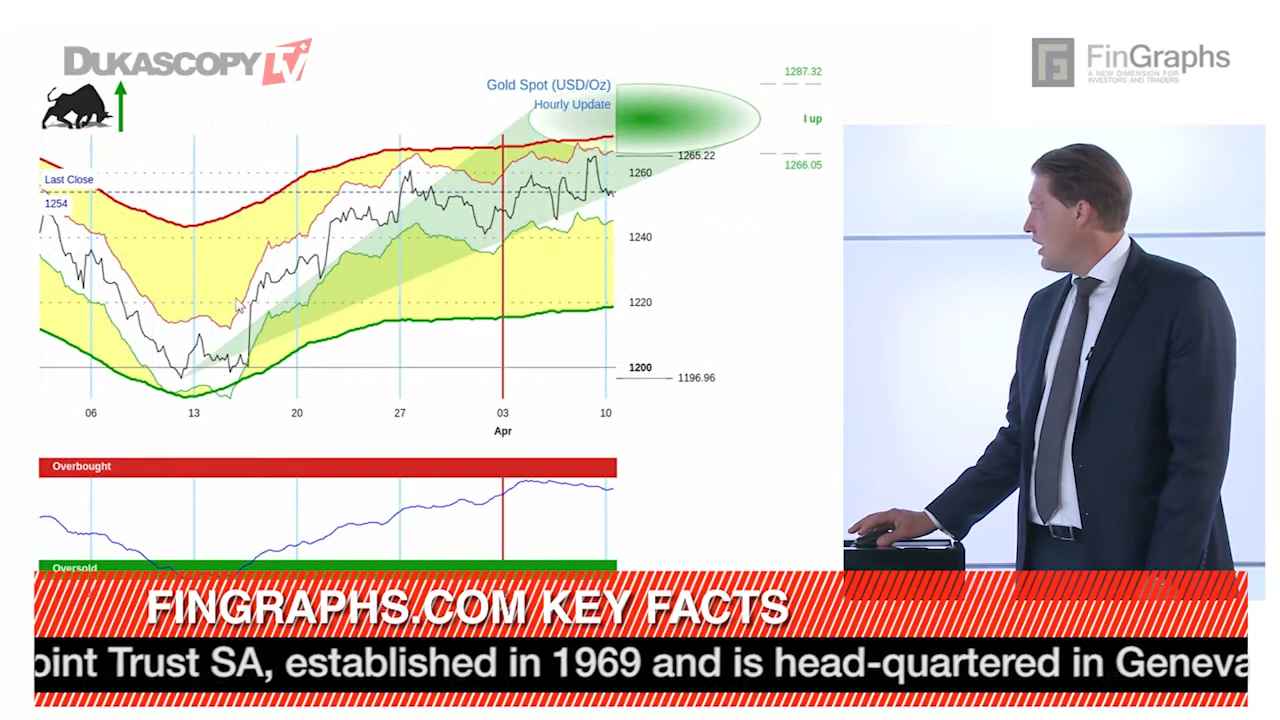 DUKASCOPY TV
FinGraphs
A NEW DIMENSION FOR
INVESTORS AND TRADERS
Gold Spot (USD/Oz)
Hourly Update
1287.32
I up
1266.05
1265.22
Last Close
1254
1260
1240
1220
1200
1196.96
06 13 20 27 03 10
Apr
Overbought
Oversold
FINGRAPHS.COM KEY FACTS
oint Trust SA, established in 1969 and is head-quartered in Geneva